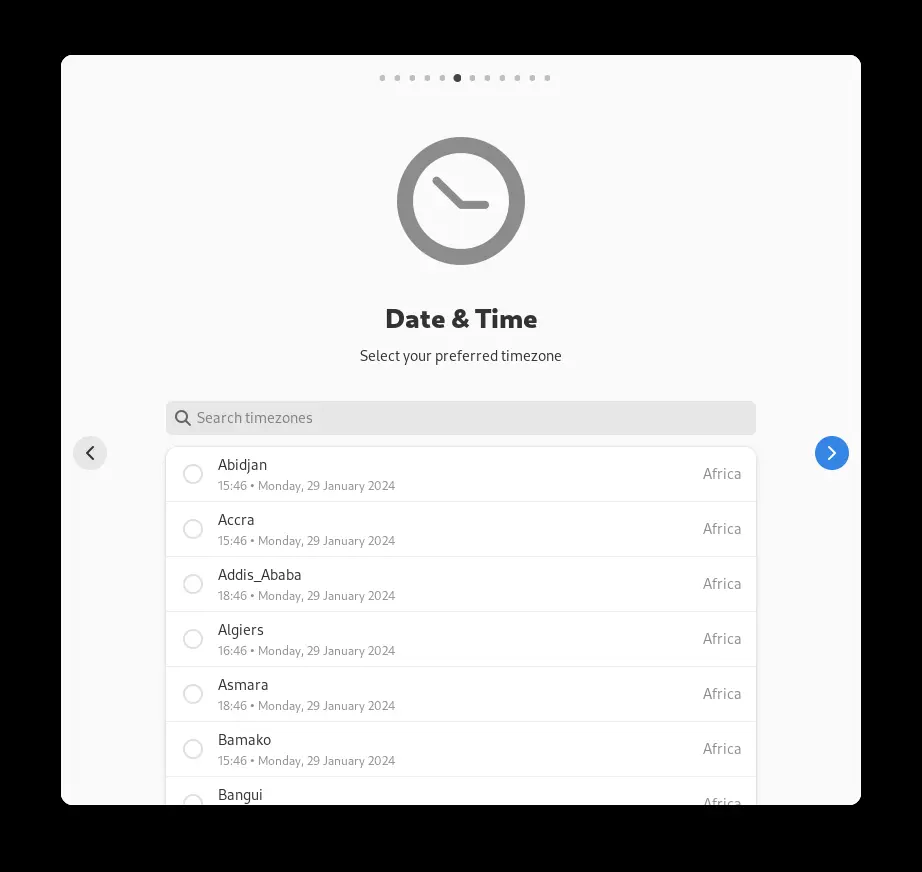 Date & Time
Select your preferred timezone
Search timezones
Abidjan
15:46 • Monday, 29 January 2024
Africa
Accra
15:46 • Monday, 29 January 2024
Africa
Addis_Ababa
18:46 • Monday, 29 January 2024
Africa
Algiers
16:46 • Monday, 29 January 2024
Africa
Asmara
18:46 • Monday, 29 January 2024
Africa
Bamako
15:46 • Monday, 29 January 2024
Africa
Bangui
Africa